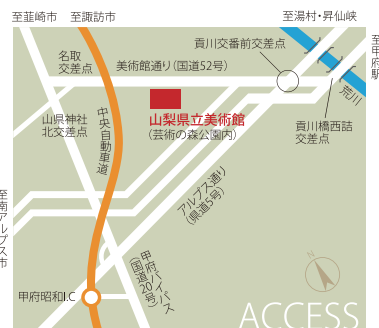 至韮崎市
至諏訪市
至湯村・昇仙峡
至甲府駅
貢川交番前交差点
名取
交差点
美術館通り(国道52号)
荒川
貢川橋西詰
交差点
山梨県立美術館
(芸術の森公園内)
山県神社
北交差点
中央自動車道
アルプス通り
(県道5号)
至南アルプス市
甲府バイパス
(国道20号)
甲府昭和I.C
N
ACCESS